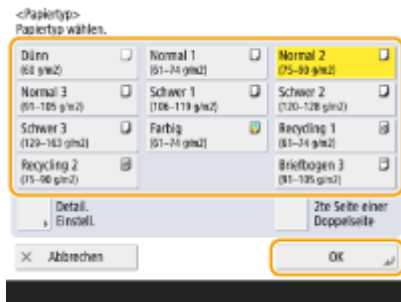 <Papiertyp>
Papiertyp wählen.
Dünn
(60 g/m2)
Normal 1
(61-74 g/m2)
Normal 2
(75-90 g/m2)
Normal 3
(91-105 g/m2)
Schwer 1
(106-119 g/m2)
Schwer 2
(120-128 g/m2)
Schwer 3
(129-163 g/m2)
Farbig
(61-74 g/m2)
Recycling 1
(61-74 g/m2)
Recycling 2
(75-90 g/m2)
Briefbogen 3
(91-105 g/m2)
Detail.
Einstell.
2te Seite einer
Doppelseite
Abbrechen
OK